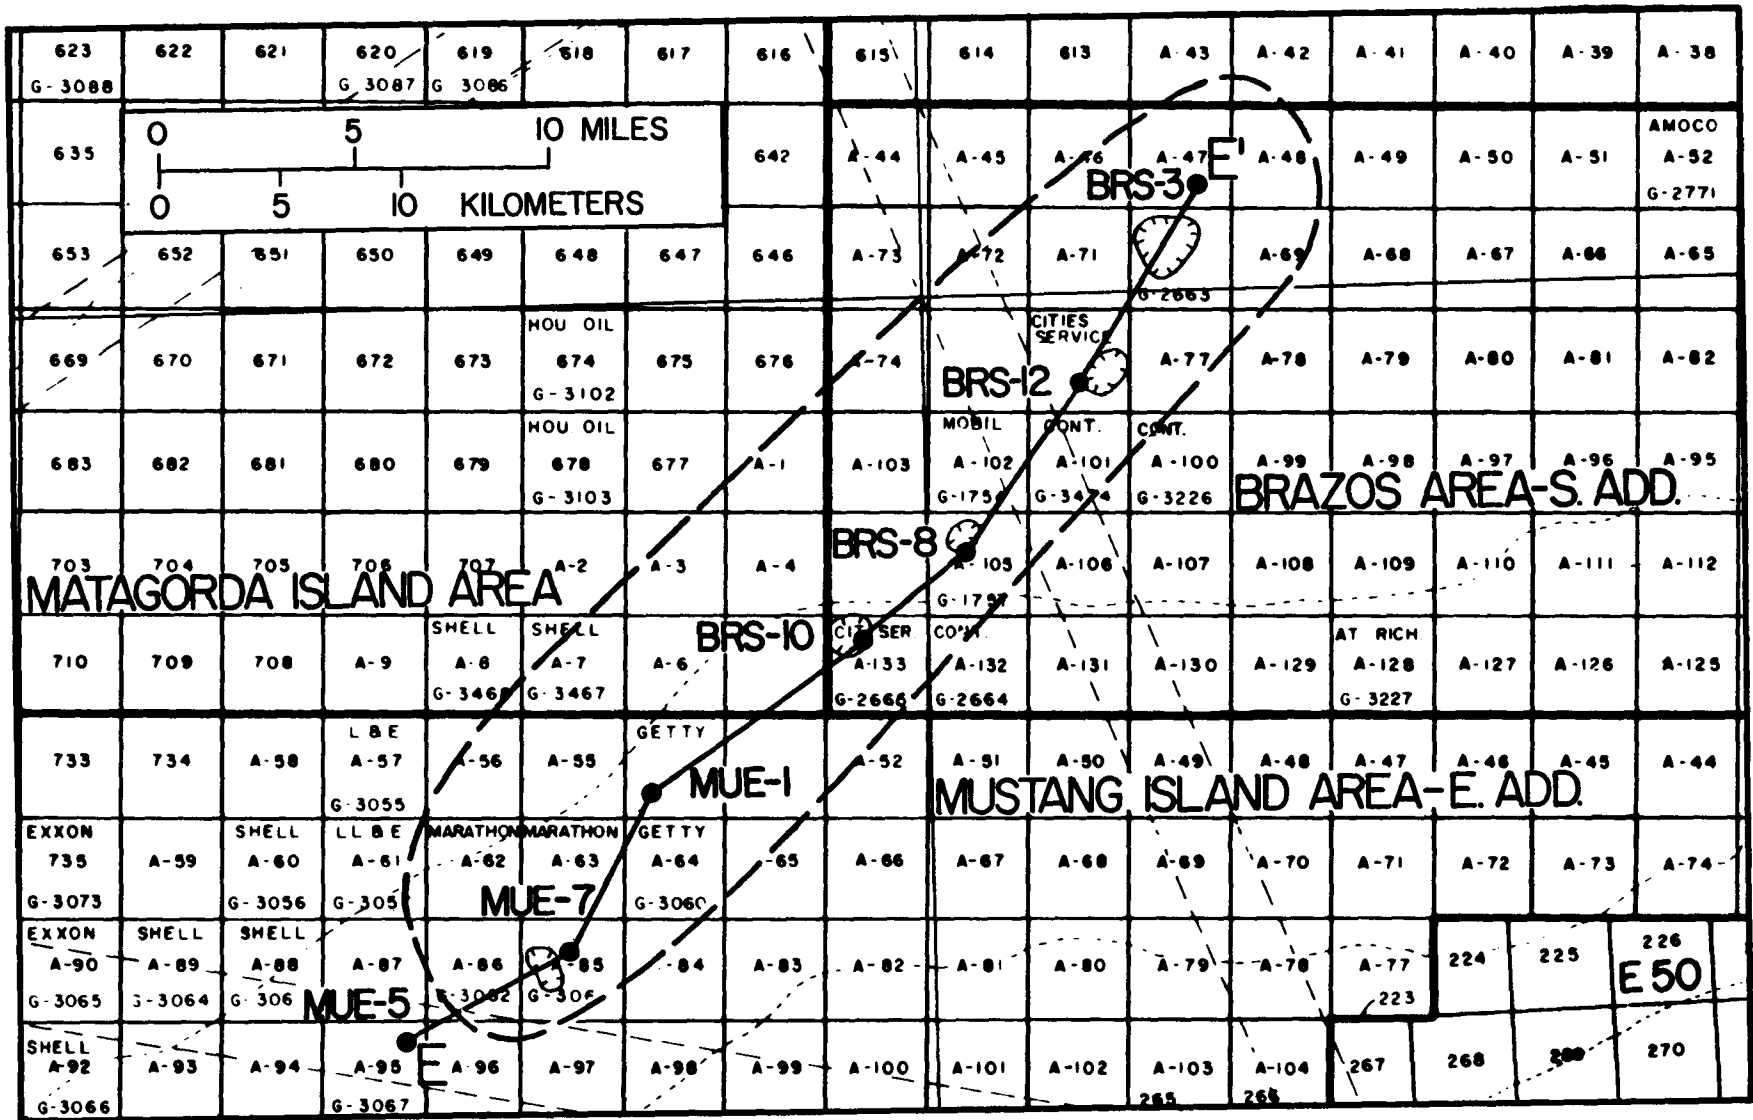 623 622 621 620 619 618 617 616 615 614 613 A-43 A-42 A-41 A-40 A-39 A-38
G-3088 G 3087 G 3086
0 5 10 MILES
AMOCO
635 642 A-44 A-45 A-46 A-47 E' A-48 A-49 A-50 A-51 A-52
BRS-3
G-2771
0 5 10 KILOMETERS
653 652 651 650 649 648 647 646 A-73 A-72 A-71 A-69 A-68 A-67 A-66 A-65
G-2663
HOU OIL CITIES
SERVICE
669 670 671 672 673 674 675 676 A-74 A-77 A-78 A-79 A-80 A-81 A-82
G-3102 BRS-12
HOU OIL MOBIL CONT. CONT.
683 682 681 680 679 678 677 A-1 A-103 A-102 A-101 A-100 A-99 A-98 A-97 A-96 A-95
G-3103 G-1756 G-3474 G-3226 BRAZOS AREA-S. ADD.
BRS-8
703 704 705 706 707 A-2 A-3 A-4 A-105 A-106 A-107 A-108 A-109 A-110 A-111 A-112
MATAGORDA ISLAND AREA G-1757
SHELL SHELL BRS-10 CIT SER CONT. AT RICH
710 709 708 A-9 A-8 A-7 A-6 A-133 A-132 A-131 A-130 A-129 A-128 A-127 A-126 A-125
G-3468 G-3467 G-2666 G-2664 G-3227
L & E GETTY
733 734 A-58 A-57 A-56 A-55 A-52 A-51 A-50 A-49 A-48 A-47 A-46 A-45 A-44
G-3055 MUE-1 MUSTANG ISLAND AREA-E. ADD.
EXXON SHELL LL & E MARATHON MARATHON GETTY
735 A-59 A-60 A-61 A-62 A-63 A-64 -65 A-66 A-67 A-68 A-69 A-70 A-71 A-72 A-73 A-74
G-3073 G-3056 G-305 MUE-7 G-3060
EXXON SHELL SHELL
A-90 A-89 A-88 A-87 A-86 A-85 -84 A-83 A-82 A-81 A-80 A-79 A-78 A-77 224 225 226
G-3065 G-3064 G-306 G-3062 G-306 223 E 50
MUE-5
SHELL
A-92 A-93 A-94 A-95 E A-96 A-97 A-98 A-99 A-100 A-101 A-102 A-103 A-104 267 268 270
G-3066 G-3067 265 266